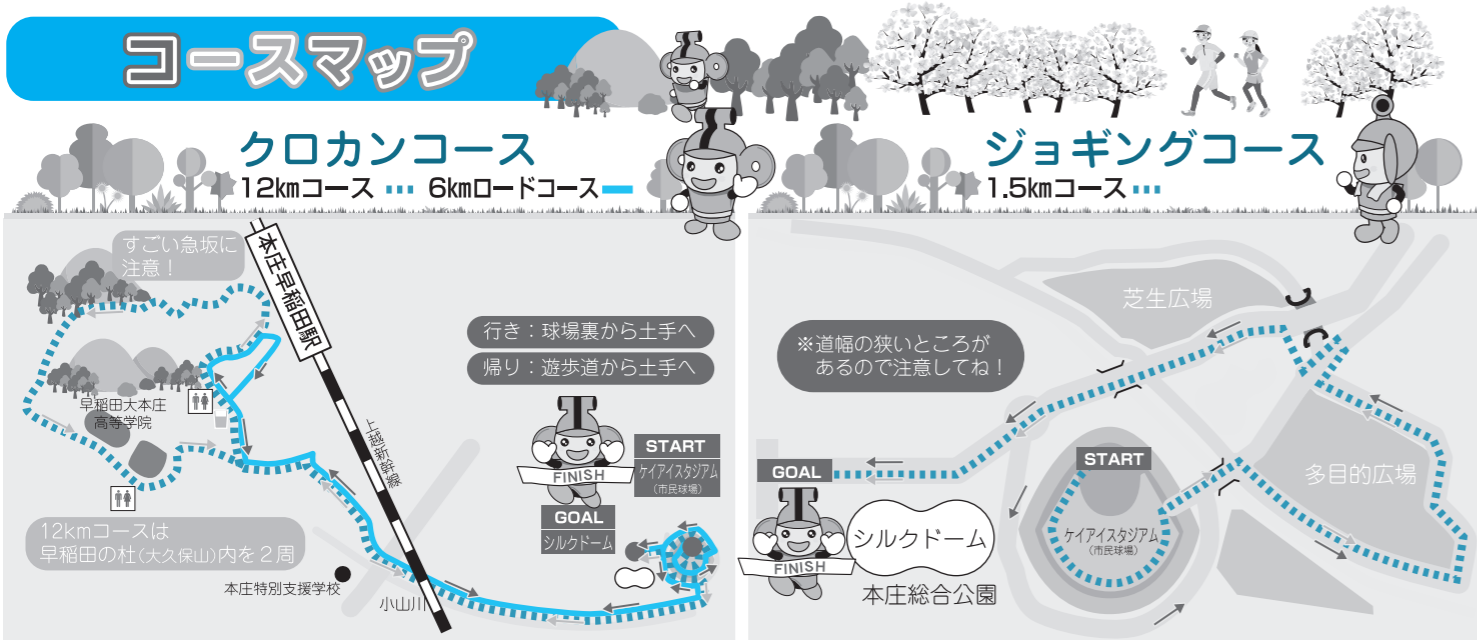 コースマップ
クロカンコース
12kmコース 6kmロードコース
すごい急坂に
注意！
本庄早稲田駅
行き：球場裏から土手へ
帰り：遊歩道から土手へ
早稲田大本庄
高等学院
上越新幹線
FINISH
START
ケイアイスタジアム
（市民球場）
GOAL
シルクドーム
12kmコースは
早稲田の杜（大久保山）内を２周
本庄特別支援学校
小山川
ジョギングコース
1.5kmコース
芝生広場
※道幅の狭いところが
あるので注意してね！
START
ケイアイスタジアム
（市民球場）
多目的広場
GOAL
FINISH
シルクドーム
本庄総合公園